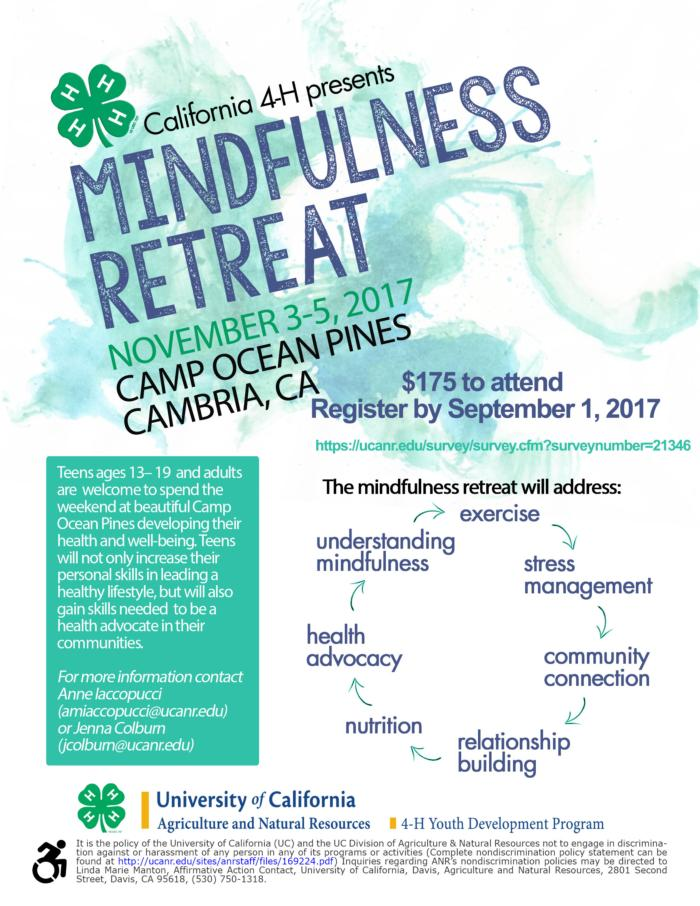 California 4-H presents
MINDFULNESS
RETREAT
NOVEMBER 3-5, 2017
CAMP OCEAN PINES
CAMBRIA, CA
$175 to attend
Register by September 1, 2017
https://ucanr.edu/survey/survey.cfm?surveynumber=21346
Teens ages 13– 19 and adults
are welcome to spend the
weekend at beautiful Camp
Ocean Pines developing their
health and well-being. Teens
will not only increase their
personal skills in leading a
healthy lifestyle, but will also
gain skills needed to be a
health advocate in their
communities.
For more information contact
Anne Iaccopucci
(amiaccopucci@ucanr.edu)
or Jenna Colburn
(jcolburn@ucanr.edu)
The mindfulness retreat will address:
exercise
stress
management
community
connection
relationship
building
nutrition
health
advocacy
understanding
mindfulness
H H H H
University of California
Agriculture and Natural Resources
4-H Youth Development Program
It is the policy of the University of California (UC) and the UC Division of Agriculture & Natural Resources not to engage in discrimina-
tion against or harassment of any person in any of its programs or activities (Complete nondiscrimination policy statement can be
found at http://ucanr.edu/sites/anrstaff/files/169224.pdf) Inquiries regarding ANR's nondiscrimination policies may be directed to
Linda Marie Manton, Affirmative Action Contact, University of California, Davis, Agriculture and Natural Resources, 2801 Second
Street, Davis, CA 95618, (530) 750-1318.